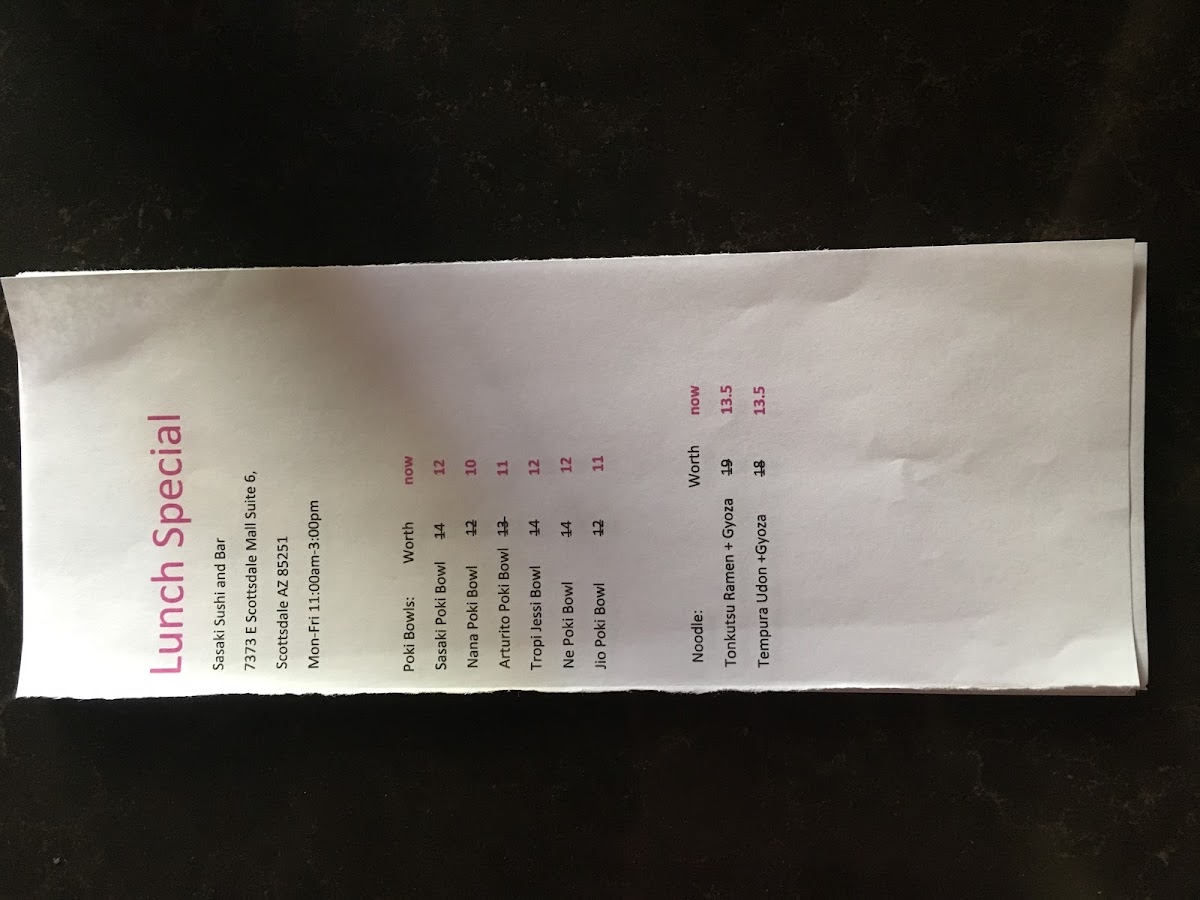 Lunch Special
Sasaki Sushi and Bar
7373 E Scottsdale Mall Suite 6,
Scottsdale AZ 85251
Mon-Fri 11:00am-3:00pm
Poki Bowls: Worth now
Sasaki Poki Bowl 14 12
Nana Poki Bowl 12 10
Arturito Poki Bowl 13 11
Tropi Jessi Bowl 14 12
Ne Poki Bowl 14 12
Jio Poki Bowl 12 11
Noodle: Worth now
Tonkutsu Ramen + Gyoza 19 13.5
Tempura Udon +Gyoza 18 13.5